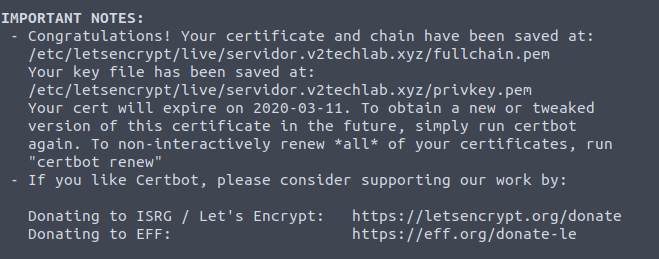 IMPORTANT NOTES:
- Congratulations! Your certificate and chain have been saved at:
/etc/letsencrypt/live/servidor.v2techlab.xyz/fullchain.pem
Your key file has been saved at:
/etc/letsencrypt/live/servidor.v2techlab.xyz/privkey.pem
Your cert will expire on 2020-03-11. To obtain a new or tweaked
version of this certificate in the future, simply run certbot
again. To non-interactively renew *all* of your certificates, run
"certbot renew"
- If you like Certbot, please consider supporting our work by:
Donating to ISRG / Let's Encrypt:   https://letsencrypt.org/donate
Donating to EFF:                    https://eff.org/donate-le